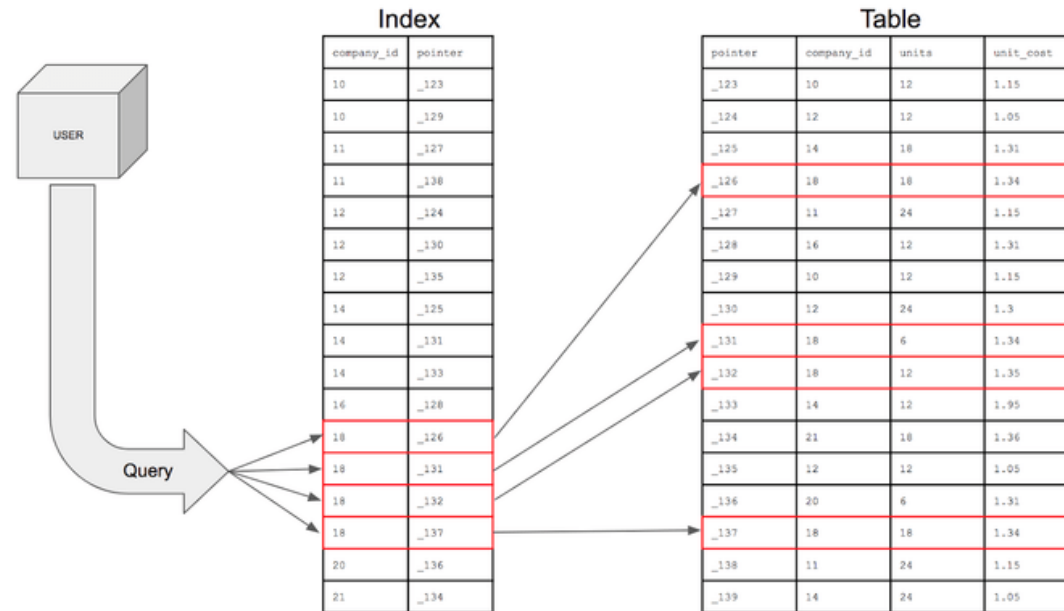 Index
Table
company_id pointer
pointer company_id units unit_cost
10 _123
_123 10 12 1.15
10 _129
_124 12 12 1.05
11 _127
_125 14 18 1.31
11 _138
_126 18 18 1.34
12 _124
_127 11 24 1.15
12 _130
_128 16 12 1.31
12 _135
_129 10 12 1.15
14 _125
_130 12 24 1.3
14 _131
_131 18 6 1.34
14 _133
_132 18 12 1.35
16 _128
_133 14 12 1.95
18 _126
_134 21 18 1.36
18 _131
_135 12 12 1.05
18 _132
_136 20 6 1.31
18 _137
_137 18 18 1.34
20 _136
_138 11 24 1.15
21 _134
_139 14 24 1.05
USER
Query